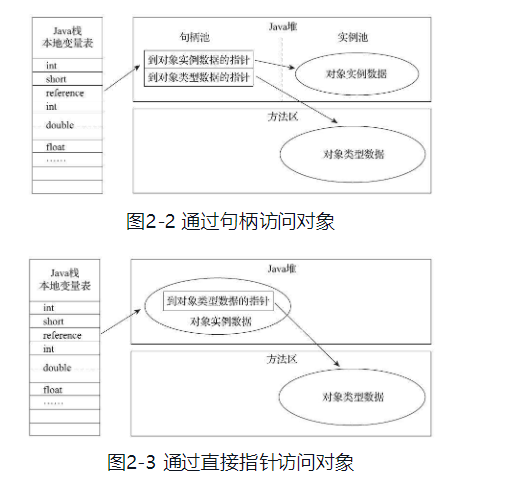 Java栈
本地变量表
int
short
reference
int
double
float
……
Java堆
句柄池
实例池
到对象实例数据的指针
到对象类型数据的指针
对象实例数据
方法区
对象类型数据
图2-2 通过句柄访问对象
Java栈
本地变量表
int
short
reference
int
double
float
……
Java堆
到对象类型数据的指针
对象实例数据
方法区
对象类型数据
图2-3 通过直接指针访问对象